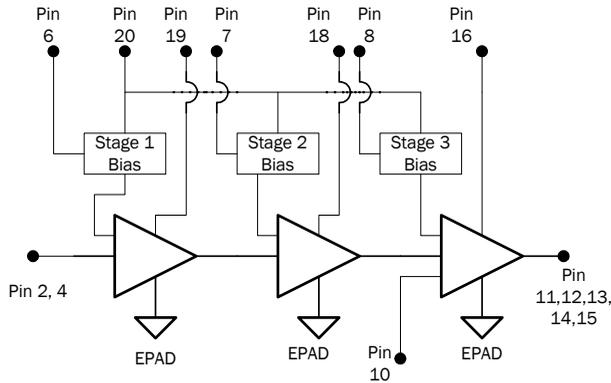 Pin
6
Pin
20
Pin
19
Pin
7
Pin
18
Pin
8
Pin
16
Stage 1
Bias
Stage 2
Bias
Stage 3
Bias
Pin 2, 4
Pin
11,12,13,
14,15
EPAD
EPAD
Pin
10
EPAD